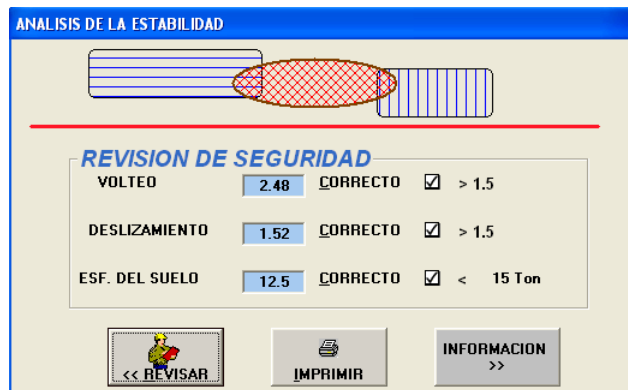 ANALISIS DE LA ESTABILIDAD
REVISION DE SEGURIDAD
VOLTEO 2.48 CORRECTO > 1.5
DESLIZAMIENTO 1.52 CORRECTO > 1.5
ESF. DEL SUELO 12.5 CORRECTO < 15 Ton
<< REVISAR
IMPRIMIR
INFORMACION
>>